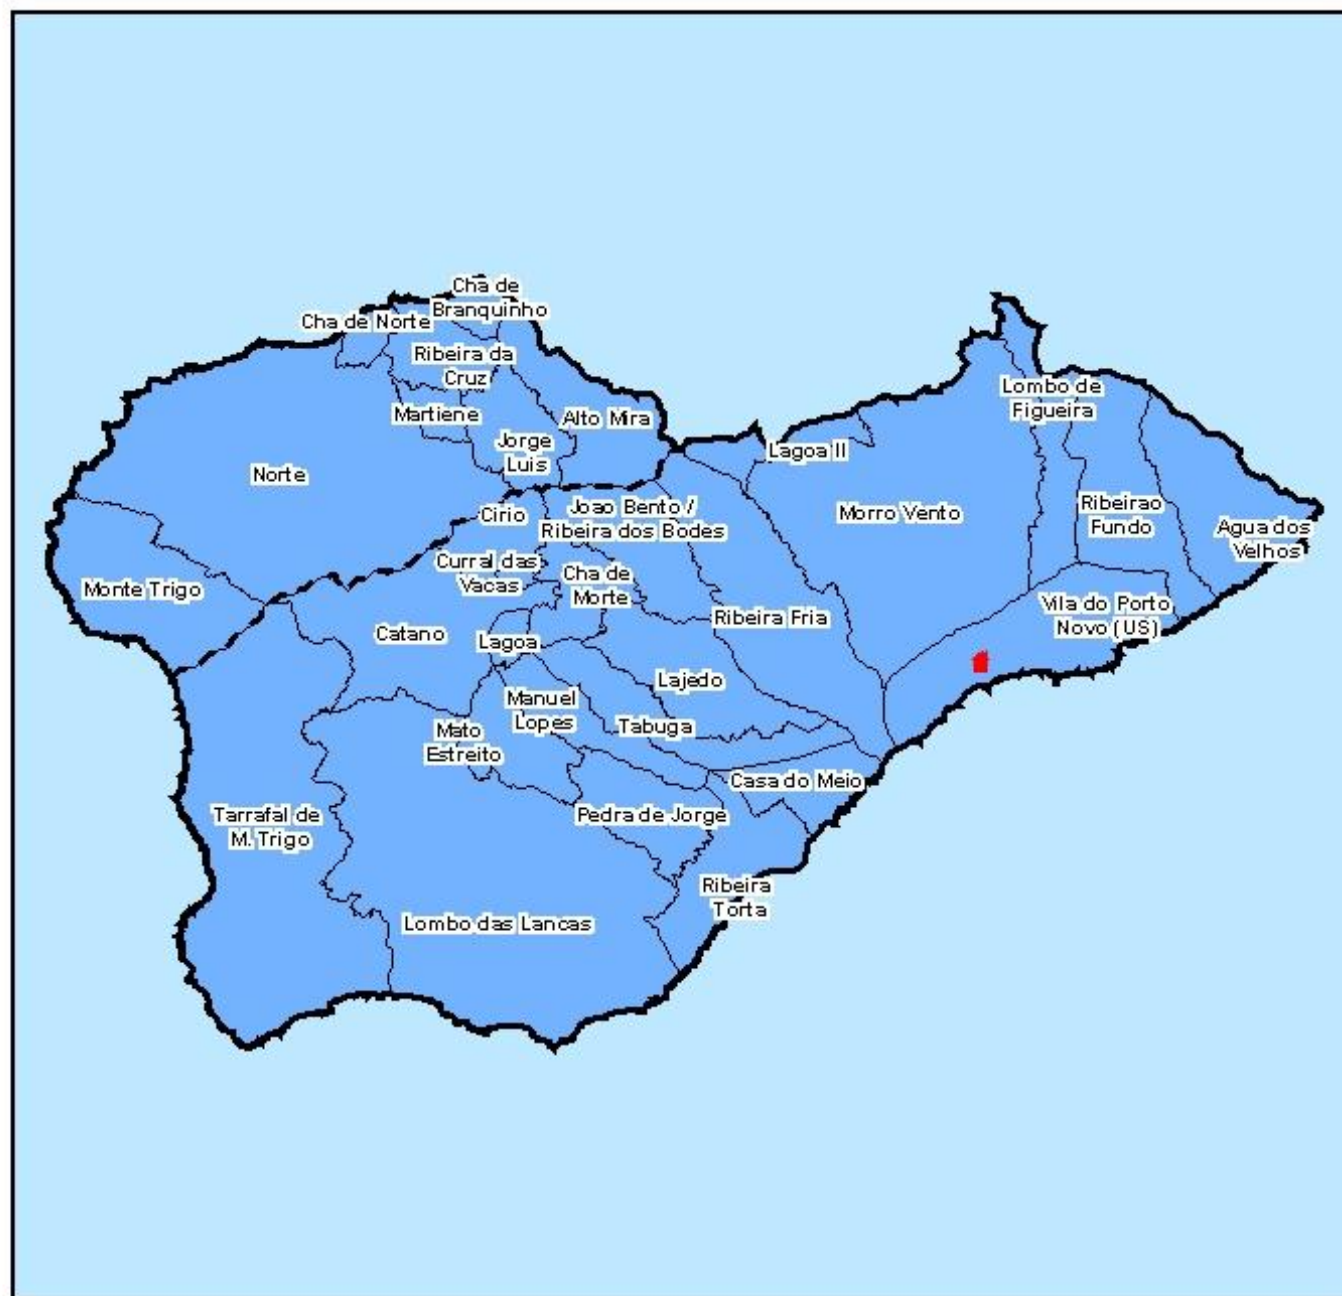 Cha de
Branquinho
Cha de Norte
Ribeira da
Cruz
Lombo de
Figueira
Martiene
Alto Mira
Jorge
Luis
Lagoa II
Norte
Cirio
Joao Bento /
Ribeira dos Bodes
Morro Vento
Ribeirao
Fundo
Agua dos
Velhos
Curral das
Vacas
Cha de
Morte
Monte Trigo
Vila do Porto
Novo (US)
Ribeira Fria
Catano
Lagoa
Lajedo
Manuel
Lopes
Tabuga
Mato
Estreito
Casa do Meio
Tarrafal de
M. Trigo
Pedra de Jorge
Ribeira
Torta
Lombo das Lancas